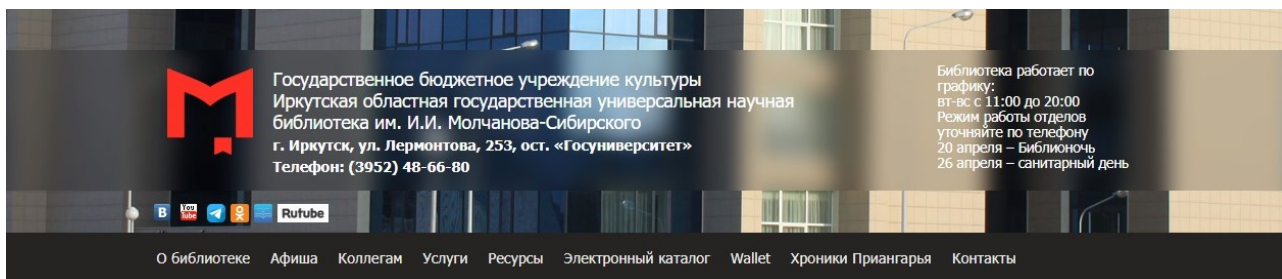 Государственное бюджетное учреждение культуры
Иркутская областная государственная универсальная научная
библиотека им. И.И. Молчанова-Сибирского
г. Иркутск, ул. Лермонтова, 253, ост. «Госуниверситет»
Телефон: (3952) 48-66-80
Библиотека работает по
графику:
вт-вс с 11:00 до 20:00
Режим работы отделов
уточняйте по телефону
20 апреля – Библионочь
26 апреля – санитарный день
B You Tube Rutube
О библиотеке Афиша Коллегам Услуги Ресурсы Электронный каталог Wallet Хроники Приангарья Контакты